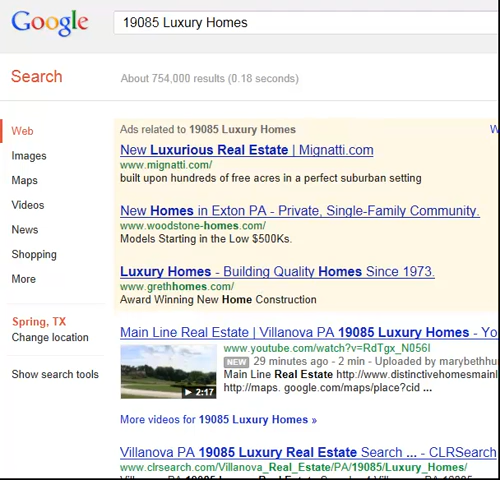 Google
19085 Luxury Homes
Search
About 754,000 results (0.18 seconds)
Web
Images
Maps
Videos
News
Shopping
More
Spring, TX
Change location
Show search tools
Ads related to 19085 Luxury Homes
W
New Luxurious Real Estate | Mignatti.com
www.mignatti.com/
built upon hundreds of free acres in a perfect suburban setting
New Homes in Exton PA - Private, Single-Family Community.
www.woodstone-homes.com/
Models Starting in the Low $500Ks.
Luxury Homes - Building Quality Homes Since 1973.
www.grethhomes.com/
Award Winning New Home Construction
Main Line Real Estate | Villanova PA 19085 Luxury Homes - Yo
www.youtube.com/watch?v=RdTgx_N056I
NEW 29 minutes ago - 2 min - Uploaded by marybethhu
Main Line Real Estate http://www.distinctivehomesmainl
http://maps. google.com/maps/place?cid ...
2:17
More videos for 19085 Luxury Homes »
Villanova PA 19085 Luxury Real Estate Search ... - CLRSearch
www.clrsearch.com/Villanova_Real_Estate/PA/19085/Luxury_Homes/